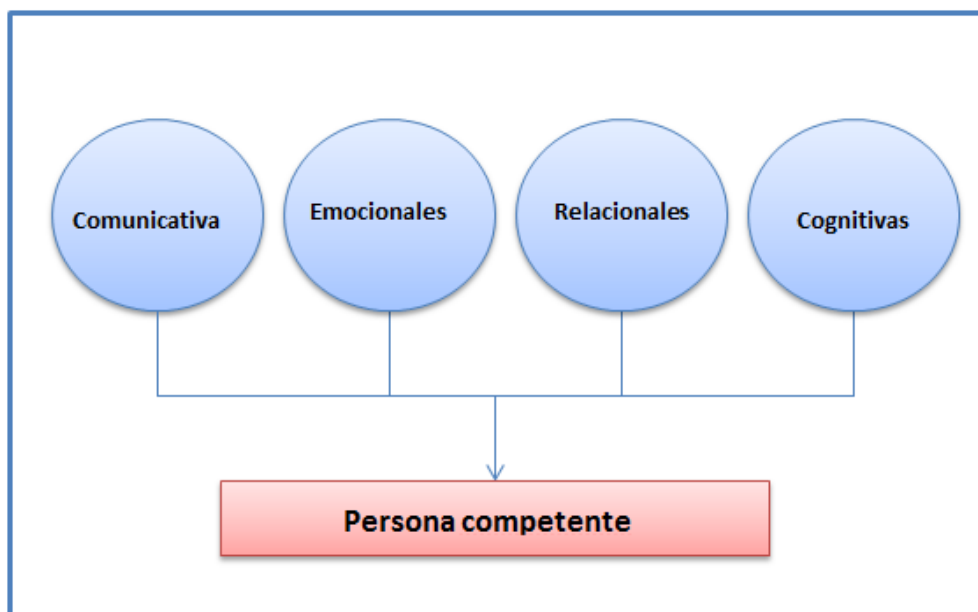 Comunicativa
Emocionales
Relacionales
Cognitivas
Persona competente